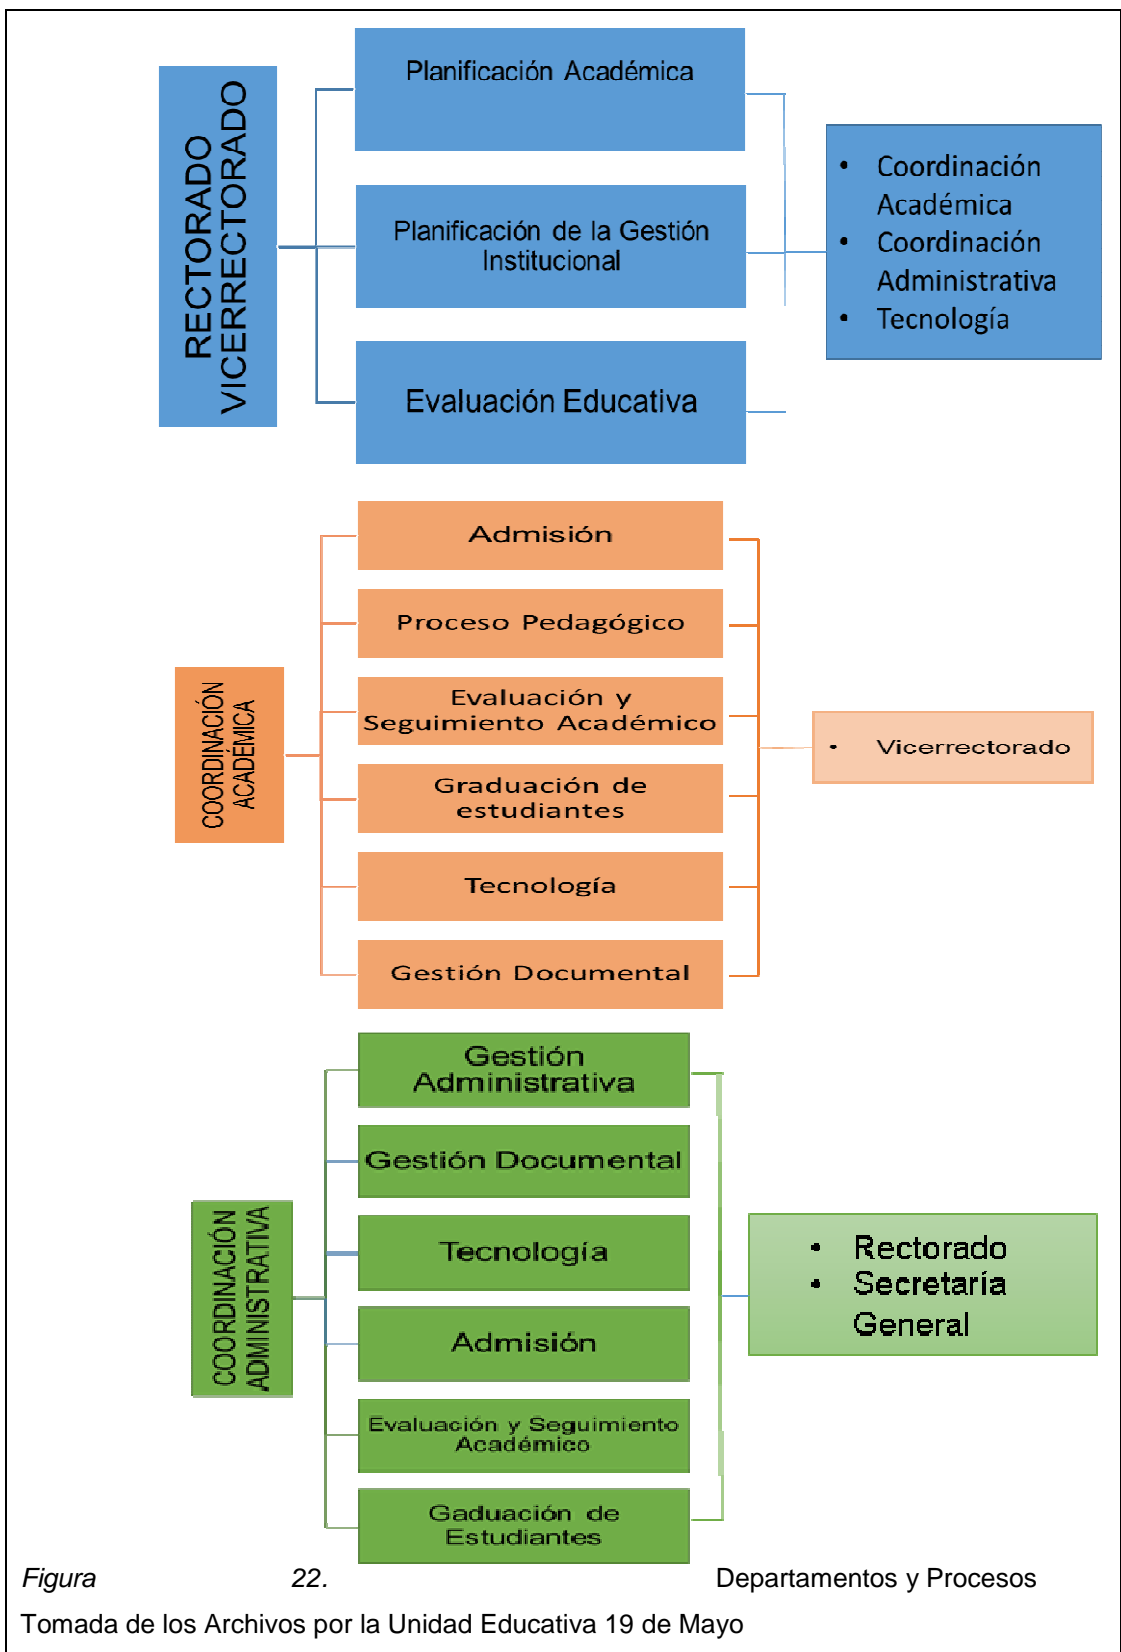 RECTORADO
VICERRECTORADO
Planificación Académica
Planificación de la Gestión
Institucional
Evaluación Educativa
• Coordinación
Académica
• Coordinación
Administrativa
• Tecnología
COORDINACIÓN
ACADÉMICA
Admisión
Proceso Pedagógico
Evaluación y
Seguimiento Académico
Graduación de
estudiantes
Tecnología
Gestión Documental
• Vicerrectorado
COORDINACIÓN
ADMINISTRATIVA
Gestión
Administrativa
Gestión Documental
Tecnología
Admisión
Evaluación y Seguimiento
Académico
Gaduación de
Estudiantes
• Rectorado
• Secretaría
General
Figura 22. Departamentos y Procesos
Tomada de los Archivos por la Unidad Educativa 19 de Mayo